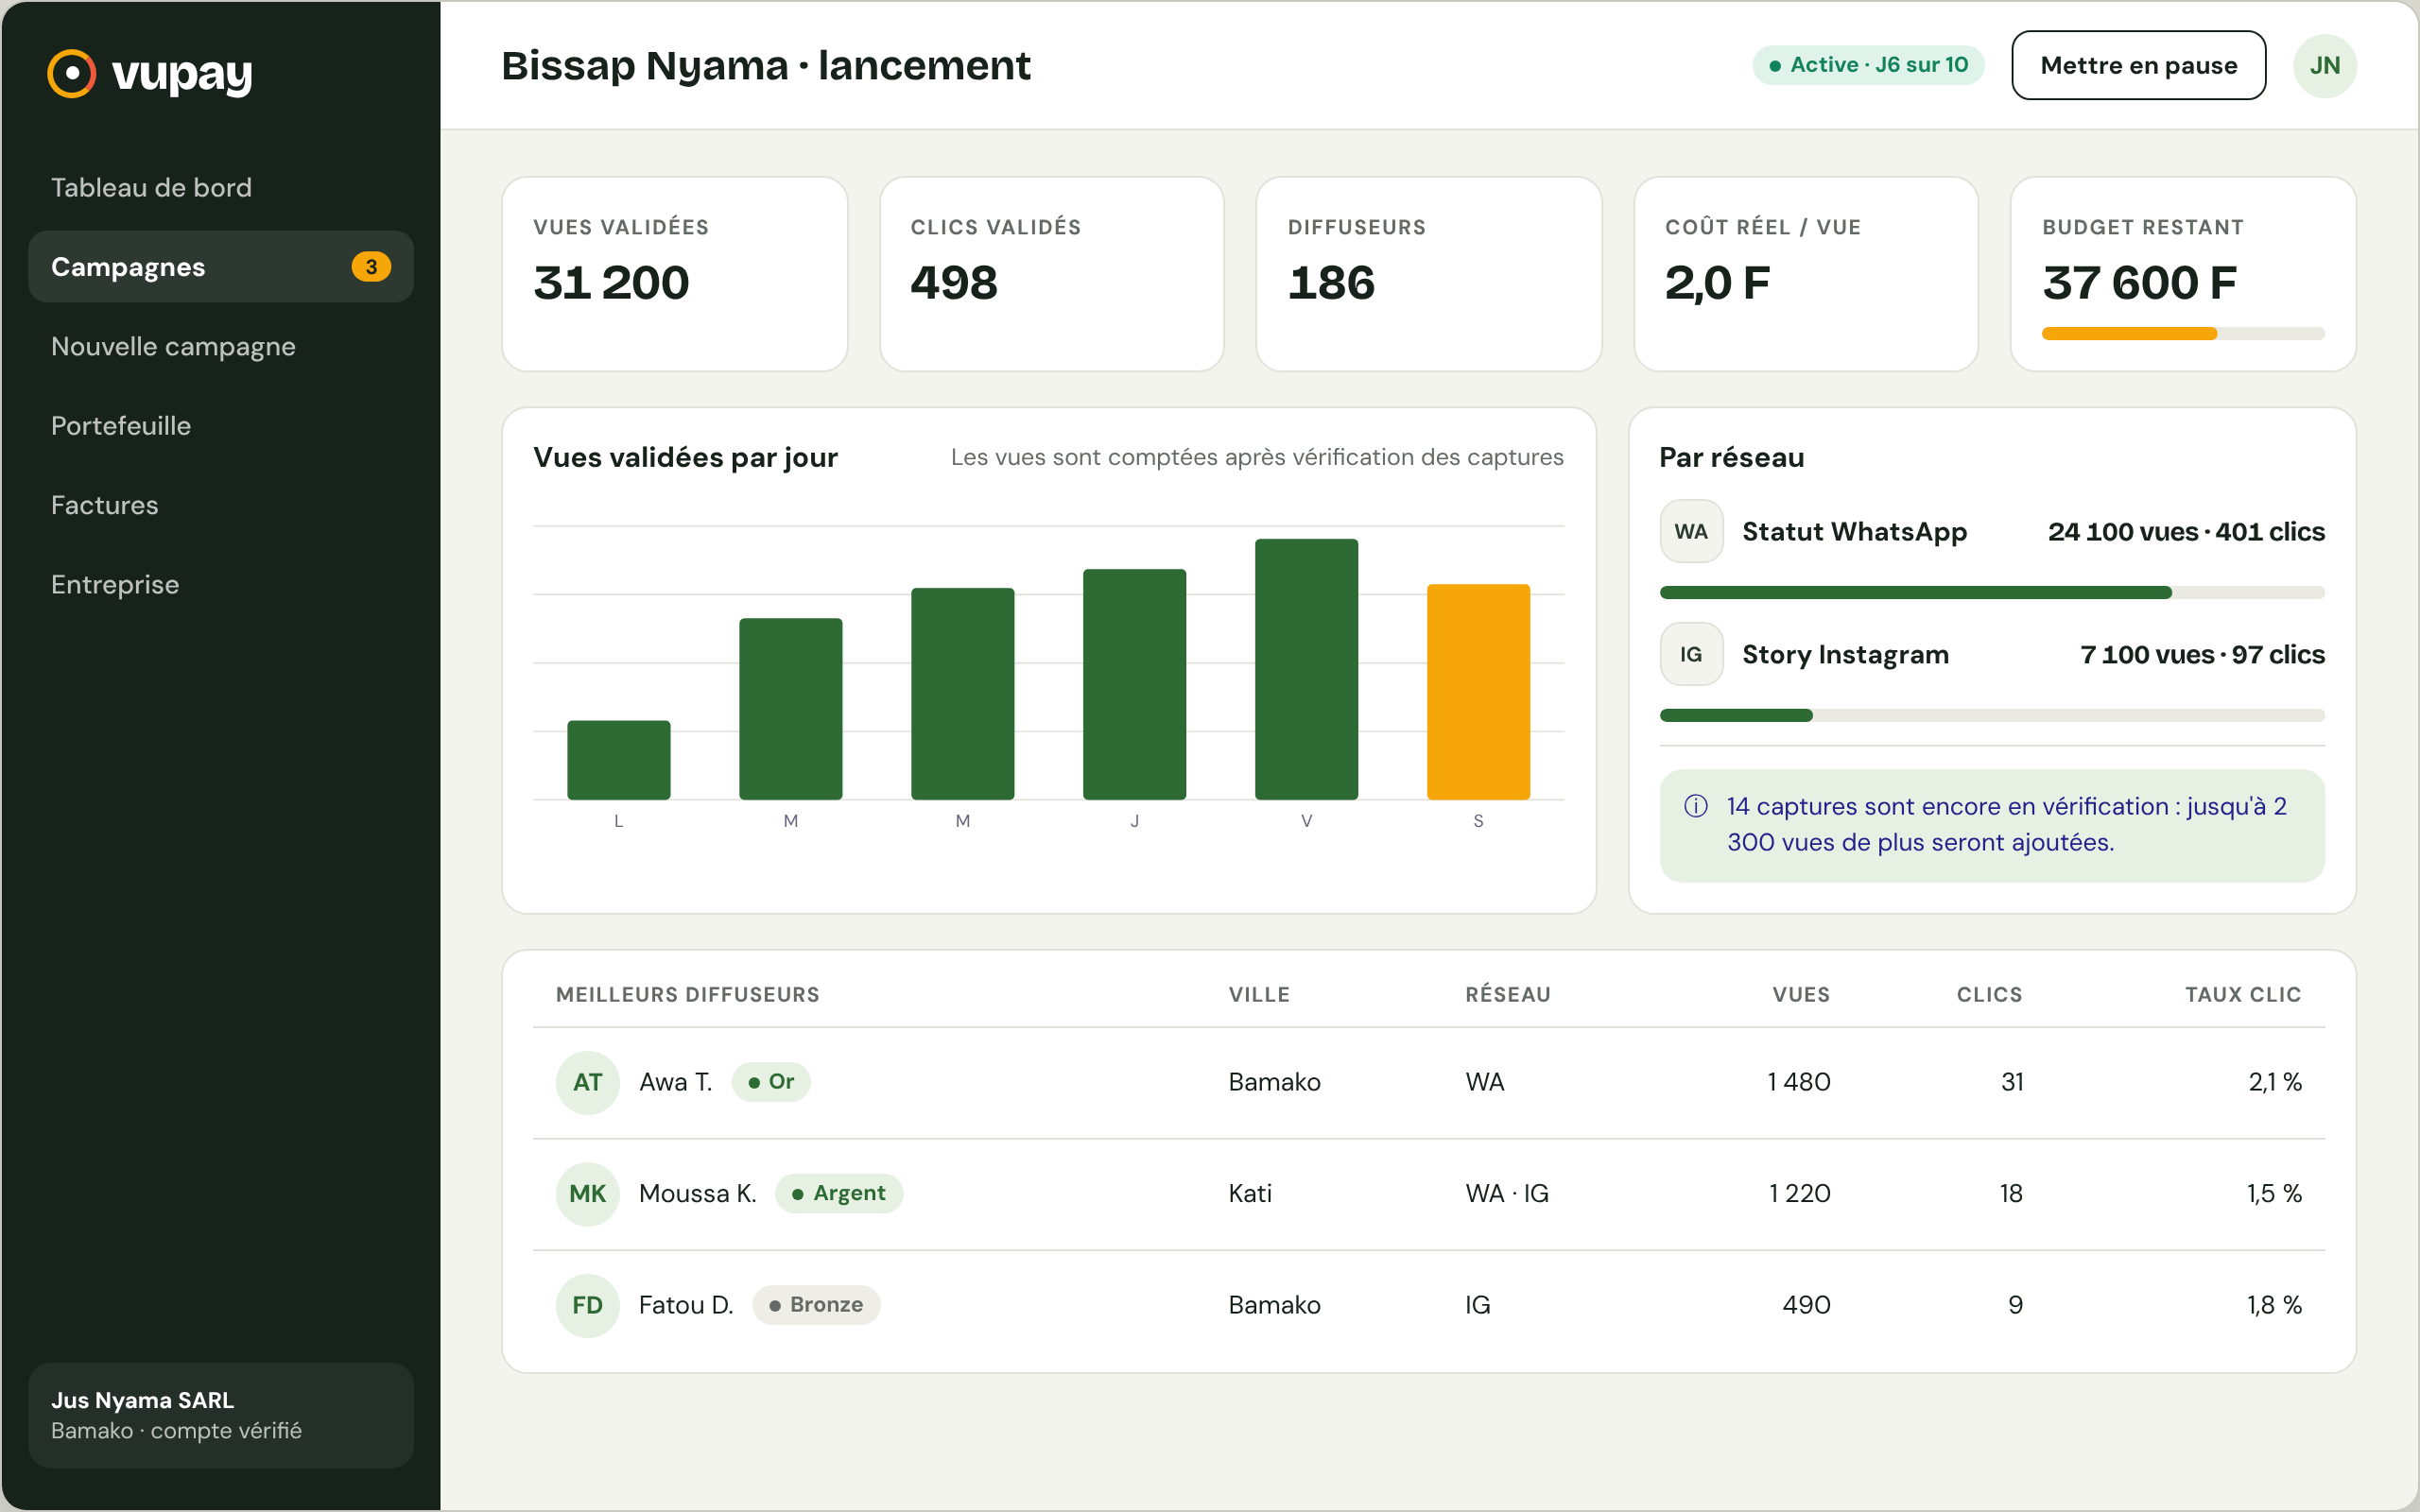 vupay
Tableau de bord
Campagnes 3
Nouvelle campagne
Portefeuille
Factures
Entreprise
Jus Nyama SARL
Bamako · compte vérifié
Bissap Nyama · lancement
Active · J6 sur 10
Mettre en pause
JN
VUES VALIDÉES
31 200
CLICS VALIDÉS
498
DIFFUSEURS
186
COÛT RÉEL / VUE
2,0 F
BUDGET RESTANT
37 600 F
Vues validées par jour
Les vues sont comptées après vérification des captures
L M M J V S
Par réseau
WA Statut WhatsApp 24 100 vues · 401 clics
IG Story Instagram 7 100 vues · 97 clics
14 captures sont encore en vérification : jusqu'à 2
300 vues de plus seront ajoutées.
MEILLEURS DIFFUSEURS VILLE RÉSEAU VUES CLICS TAUX CLIC
AT Awa T. Or Bamako WA 1 480 31 2,1 %
MK Moussa K. Argent Kati WA · IG 1 220 18 1,5 %
FD Fatou D. Bronze Bamako IG 490 9 1,8 %